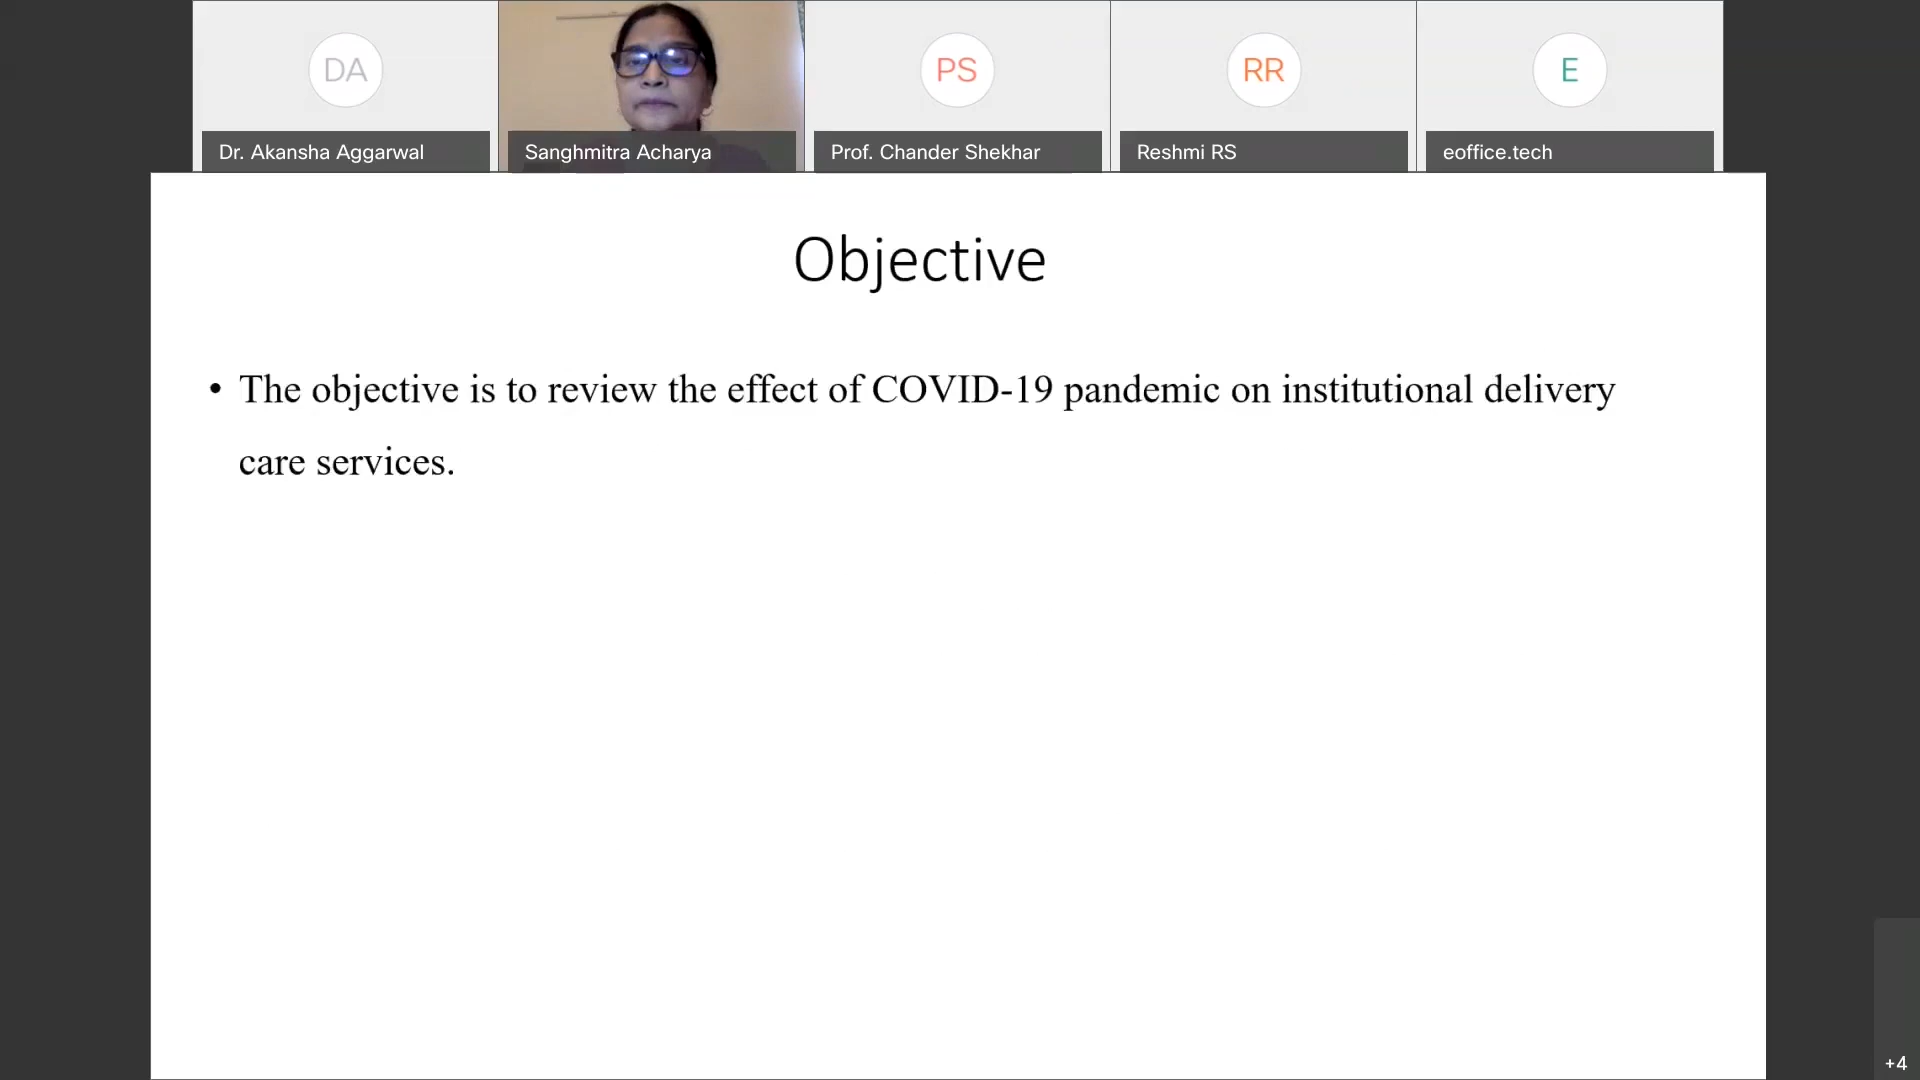 DA
PS
RR
E
Dr. Akansha Aggarwal
Sanghmitra Acharya
Prof. Chander Shekhar
Reshmi RS
eoffice.tech
Objective
• The objective is to review the effect of COVID-19 pandemic on institutional delivery
care services.
+4